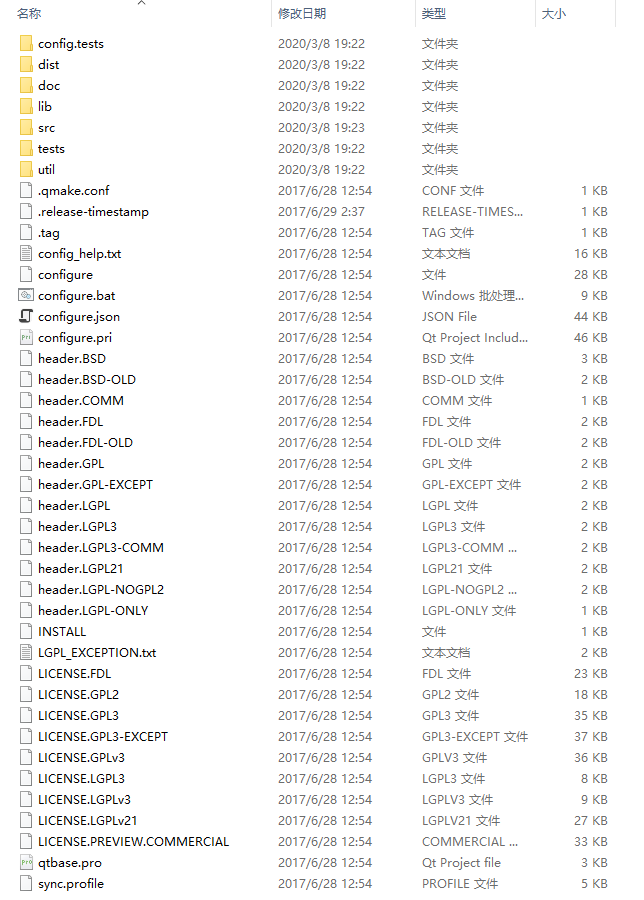 名称 修改日期 类型 大小
config.tests 2020/3/8 19:22 文件夹
dist 2020/3/8 19:22 文件夹
doc 2020/3/8 19:22 文件夹
lib 2020/3/8 19:22 文件夹
src 2020/3/8 19:23 文件夹
tests 2020/3/8 19:22 文件夹
util 2020/3/8 19:22 文件夹
.qmake.conf 2017/6/28 12:54 CONF 文件 1 KB
.release-timestamp 2017/6/29 2:37 RELEASE-TIMES... 1 KB
.tag 2017/6/28 12:54 TAG 文件 1 KB
config_help.txt 2017/6/28 12:54 文本文档 16 KB
configure 2017/6/28 12:54 文件 28 KB
configure.bat 2017/6/28 12:54 Windows 批处理... 9 KB
configure.json 2017/6/28 12:54 JSON File 44 KB
configure.pri 2017/6/28 12:54 Qt Project Includ... 46 KB
header.BSD 2017/6/28 12:54 BSD 文件 3 KB
header.BSD-OLD 2017/6/28 12:54 BSD-OLD 文件 2 KB
header.COMM 2017/6/28 12:54 COMM 文件 1 KB
header.FDL 2017/6/28 12:54 FDL 文件 2 KB
header.FDL-OLD 2017/6/28 12:54 FDL-OLD 文件 2 KB
header.GPL 2017/6/28 12:54 GPL 文件 2 KB
header.GPL-EXCEPT 2017/6/28 12:54 GPL-EXCEPT 文件 2 KB
header.LGPL 2017/6/28 12:54 LGPL 文件 2 KB
header.LGPL3 2017/6/28 12:54 LGPL3 文件 2 KB
header.LGPL3-COMM 2017/6/28 12:54 LGPL3-COMM ... 2 KB
header.LGPL21 2017/6/28 12:54 LGPL21 文件 2 KB
header.LGPL-NOGPL2 2017/6/28 12:54 LGPL-NOGPL2 ... 2 KB
header.LGPL-ONLY 2017/6/28 12:54 LGPL-ONLY 文件 1 KB
INSTALL 2017/6/28 12:54 文件 1 KB
LGPL_EXCEPTION.txt 2017/6/28 12:54 文本文档 2 KB
LICENSE.FDL 2017/6/28 12:54 FDL 文件 23 KB
LICENSE.GPL2 2017/6/28 12:54 GPL2 文件 18 KB
LICENSE.GPL3 2017/6/28 12:54 GPL3 文件 35 KB
LICENSE.GPL3-EXCEPT 2017/6/28 12:54 GPL3-EXCEPT 文件 37 KB
LICENSE.GPLv3 2017/6/28 12:54 GPLV3 文件 36 KB
LICENSE.LGPL3 2017/6/28 12:54 LGPL3 文件 8 KB
LICENSE.LGPLv3 2017/6/28 12:54 LGPLV3 文件 9 KB
LICENSE.LGPLv21 2017/6/28 12:54 LGPLV21 文件 27 KB
LICENSE.PREVIEW.COMMERCIAL 2017/6/28 12:54 COMMERCIAL ... 33 KB
qtbase.pro 2017/6/28 12:54 Qt Project file 3 KB
sync.profile 2017/6/28 12:54 PROFILE 文件 5 KB